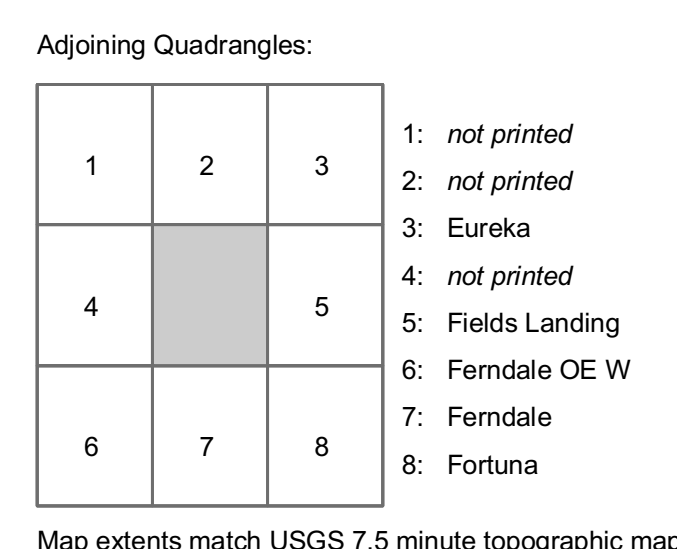 Adjoining Quadrangles:
1 2 3
4 5
6 7 8
1: not printed
2: not printed
3: Eureka
4: not printed
5: Fields Landing
6: Ferndale OE W
7: Ferndale
8: Fortuna
Map extents match USGS 7.5 minute topographic map